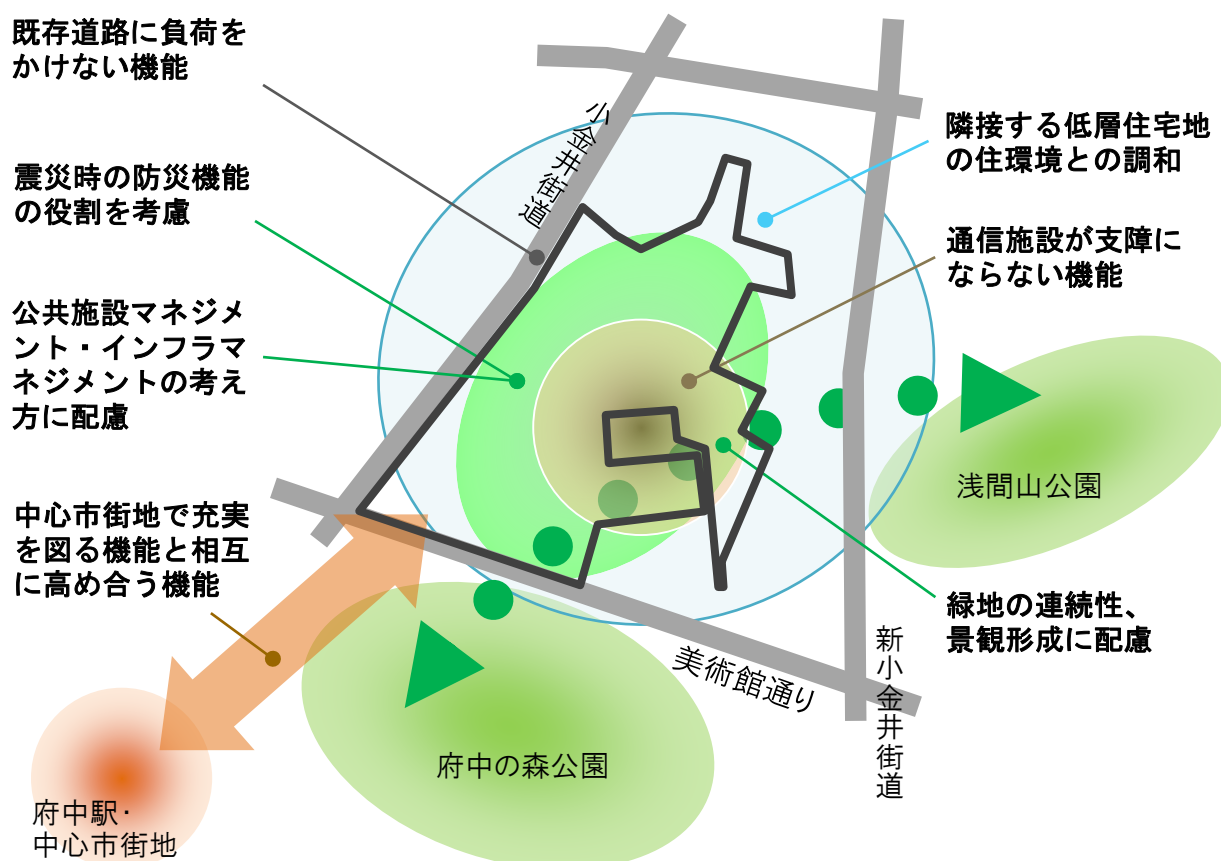 既存道路に負荷を
かけない機能
震災時の防災機能
の役割を考慮
公共施設マネジメ
ント・インフラマ
ネジメントの考え
方に配慮
中心市街地で充実
を図る機能と相互
に高め合う機能
小金井街道
隣接する低層住宅地
の住環境との調和
通信施設が支障に
ならない機能
浅間山公園
緑地の連続性、
景観形成に配慮
新小金井街道
美術館通り
府中の森公園
府中駅・
中心市街地